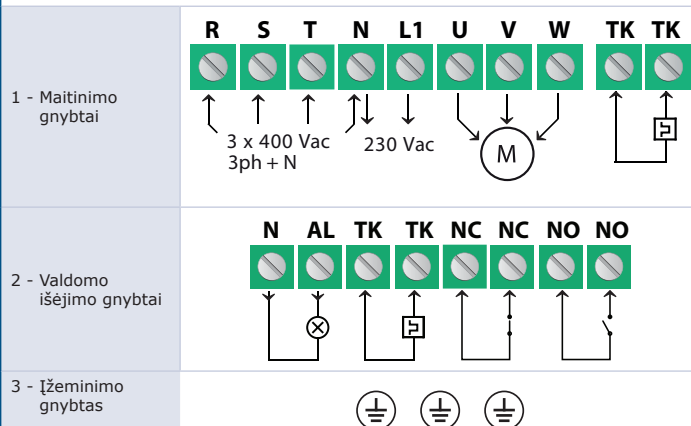 R S T N L1 U V W TK TK
1 - Maitinimo
gnybtai
3 x 400 Vac
3ph + N
230 Vac
M
N AL TK TK NC NC NO NO
2 - Valdomo
išėjimo gnybtai
3 - Įžeminimo
gnybtas